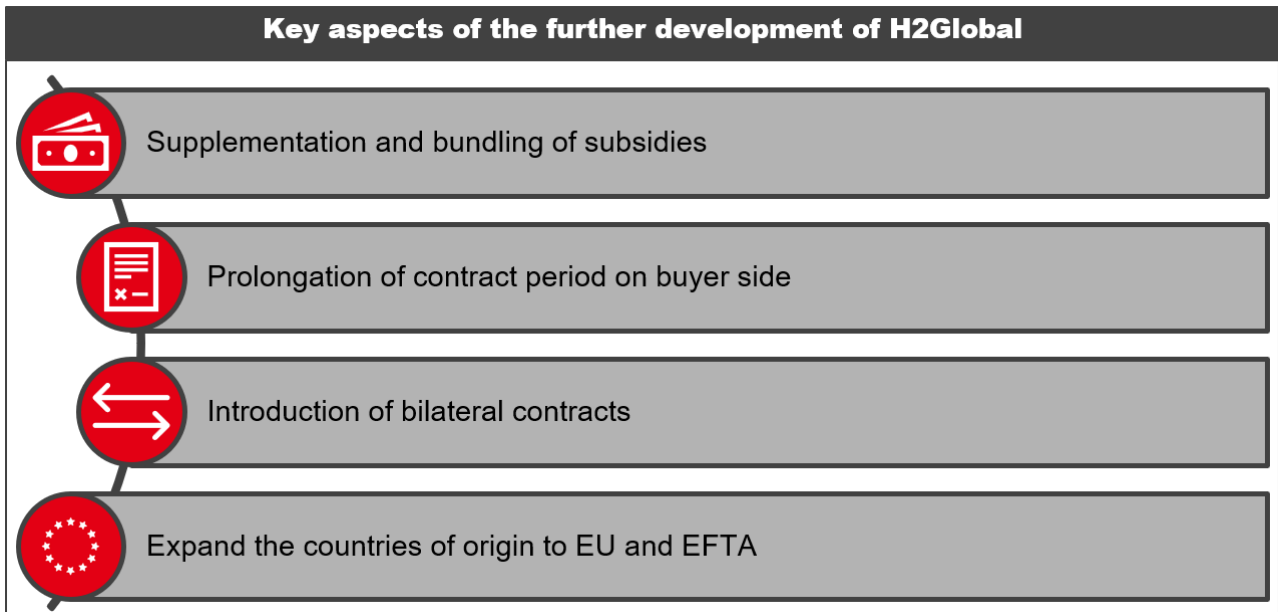 Key aspects of the further development of H2Global
Supplementation and bundling of subsidies
Prolongation of contract period on buyer side
Introduction of bilateral contracts
Expand the countries of origin to EU and EFTA